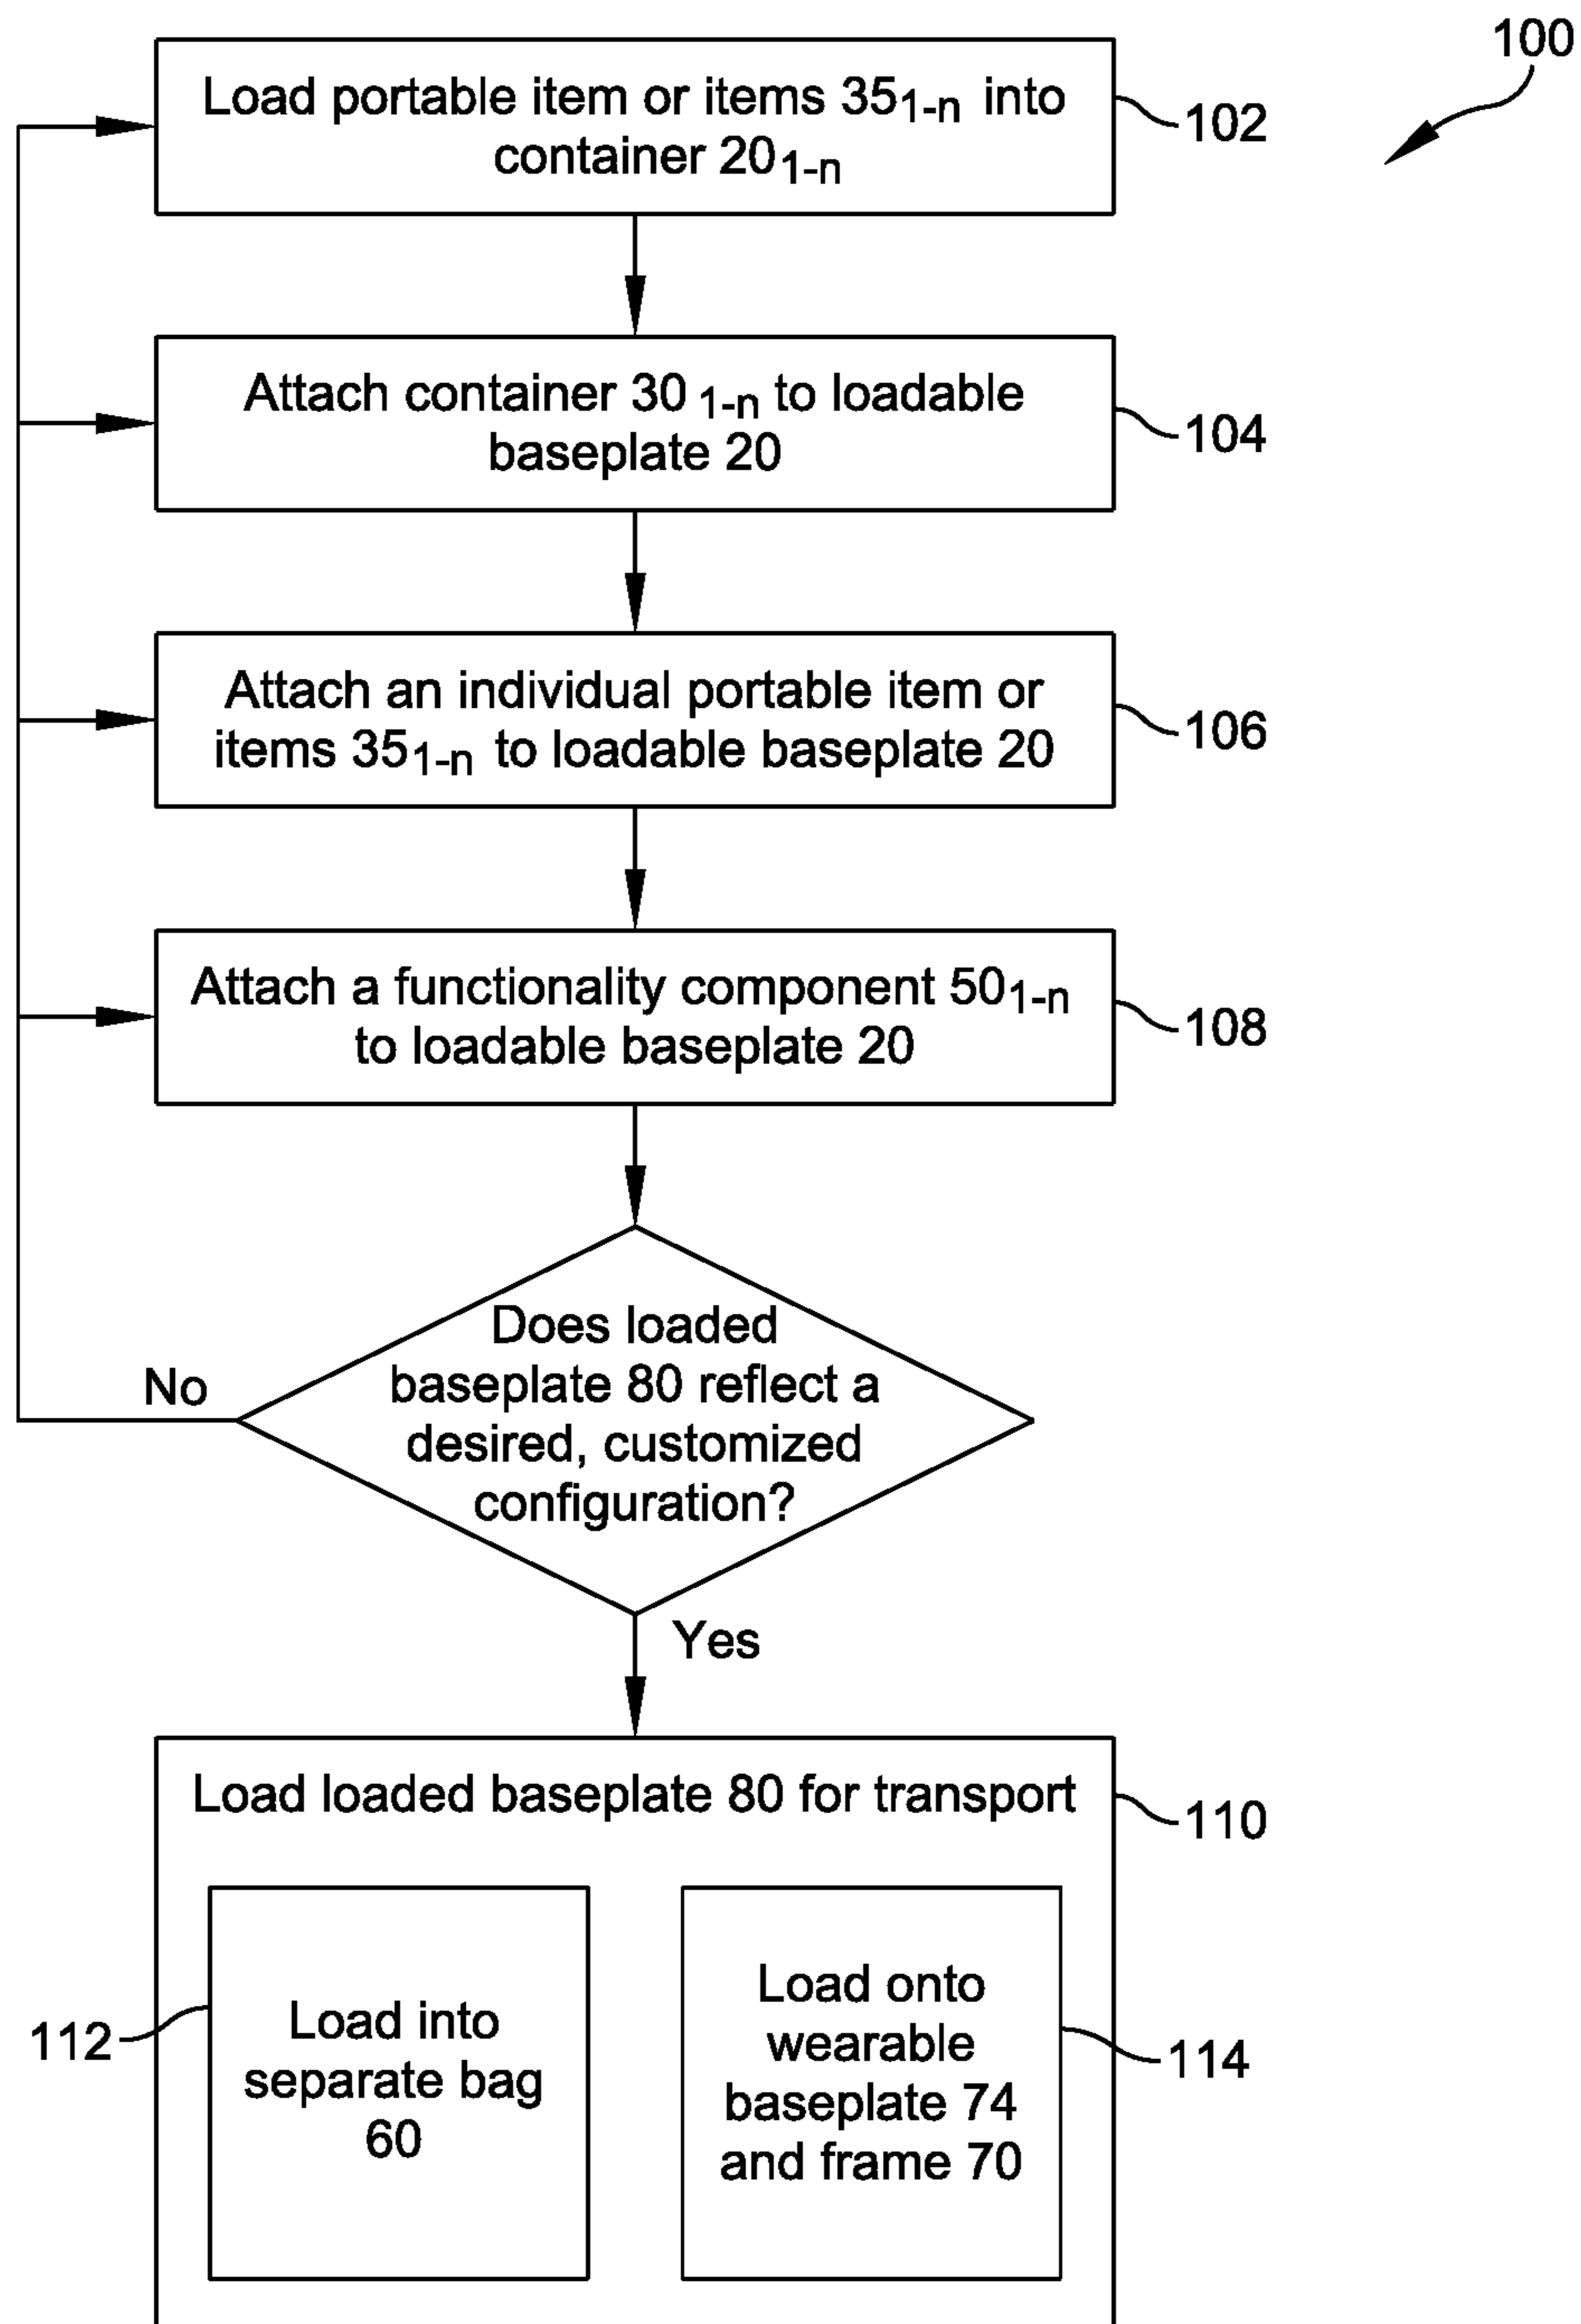 100
Load portable item or items 35₁₋ₙ into
container 20₁₋ₙ
102
Attach container 30 ₁₋ₙ to loadable
baseplate 20
104
Attach an individual portable item or
items 35₁₋ₙ to loadable baseplate 20
106
Attach a functionality component 50₁₋ₙ
to loadable baseplate 20
108
Does loaded
baseplate 80 reflect a
desired, customized
configuration?
No
Yes
Load loaded baseplate 80 for transport
110
Load into
separate bag
60
112
Load onto
wearable
baseplate 74
and frame 70
114